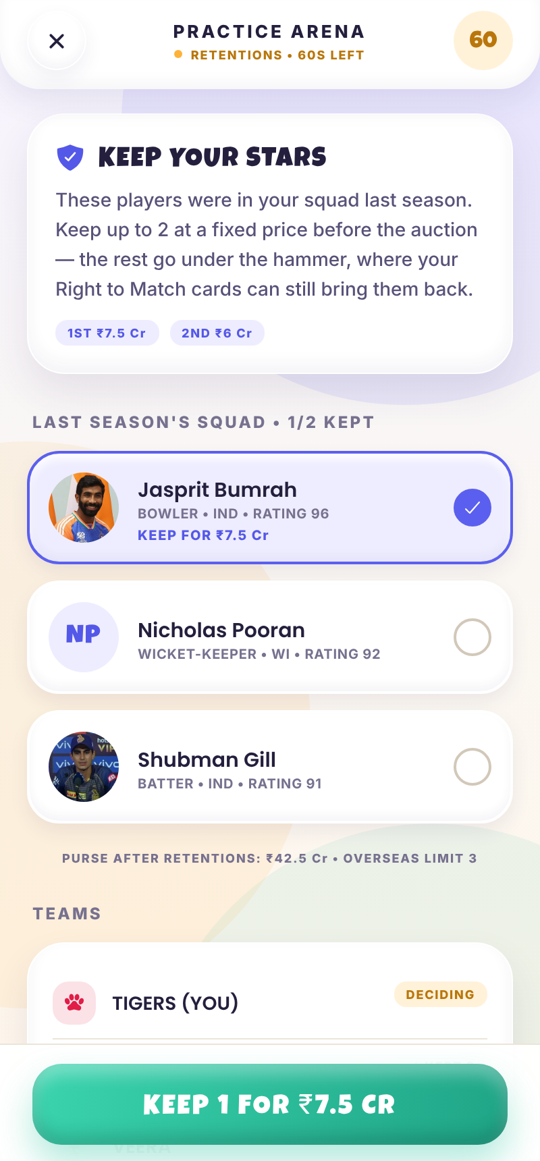 PRACTICE ARENA
RETENTIONS • 60S LEFT
60
KEEP YOUR STARS
These players were in your squad last season.
Keep up to 2 at a fixed price before the auction
— the rest go under the hammer, where your
Right to Match cards can still bring them back.
1ST ₹7.5 Cr
2ND ₹6 Cr
LAST SEASON'S SQUAD • 1/2 KEPT
Jasprit Bumrah
BOWLER • IND • RATING 96
KEEP FOR ₹7.5 Cr
NP
Nicholas Pooran
WICKET-KEEPER • WI • RATING 92
Shubman Gill
BATTER • IND • RATING 91
PURSE AFTER RETENTIONS: ₹42.5 Cr • OVERSEAS LIMIT 3
TEAMS
TIGERS (YOU)
DECIDING
KEEP 1 FOR ₹7.5 CR
VEERA